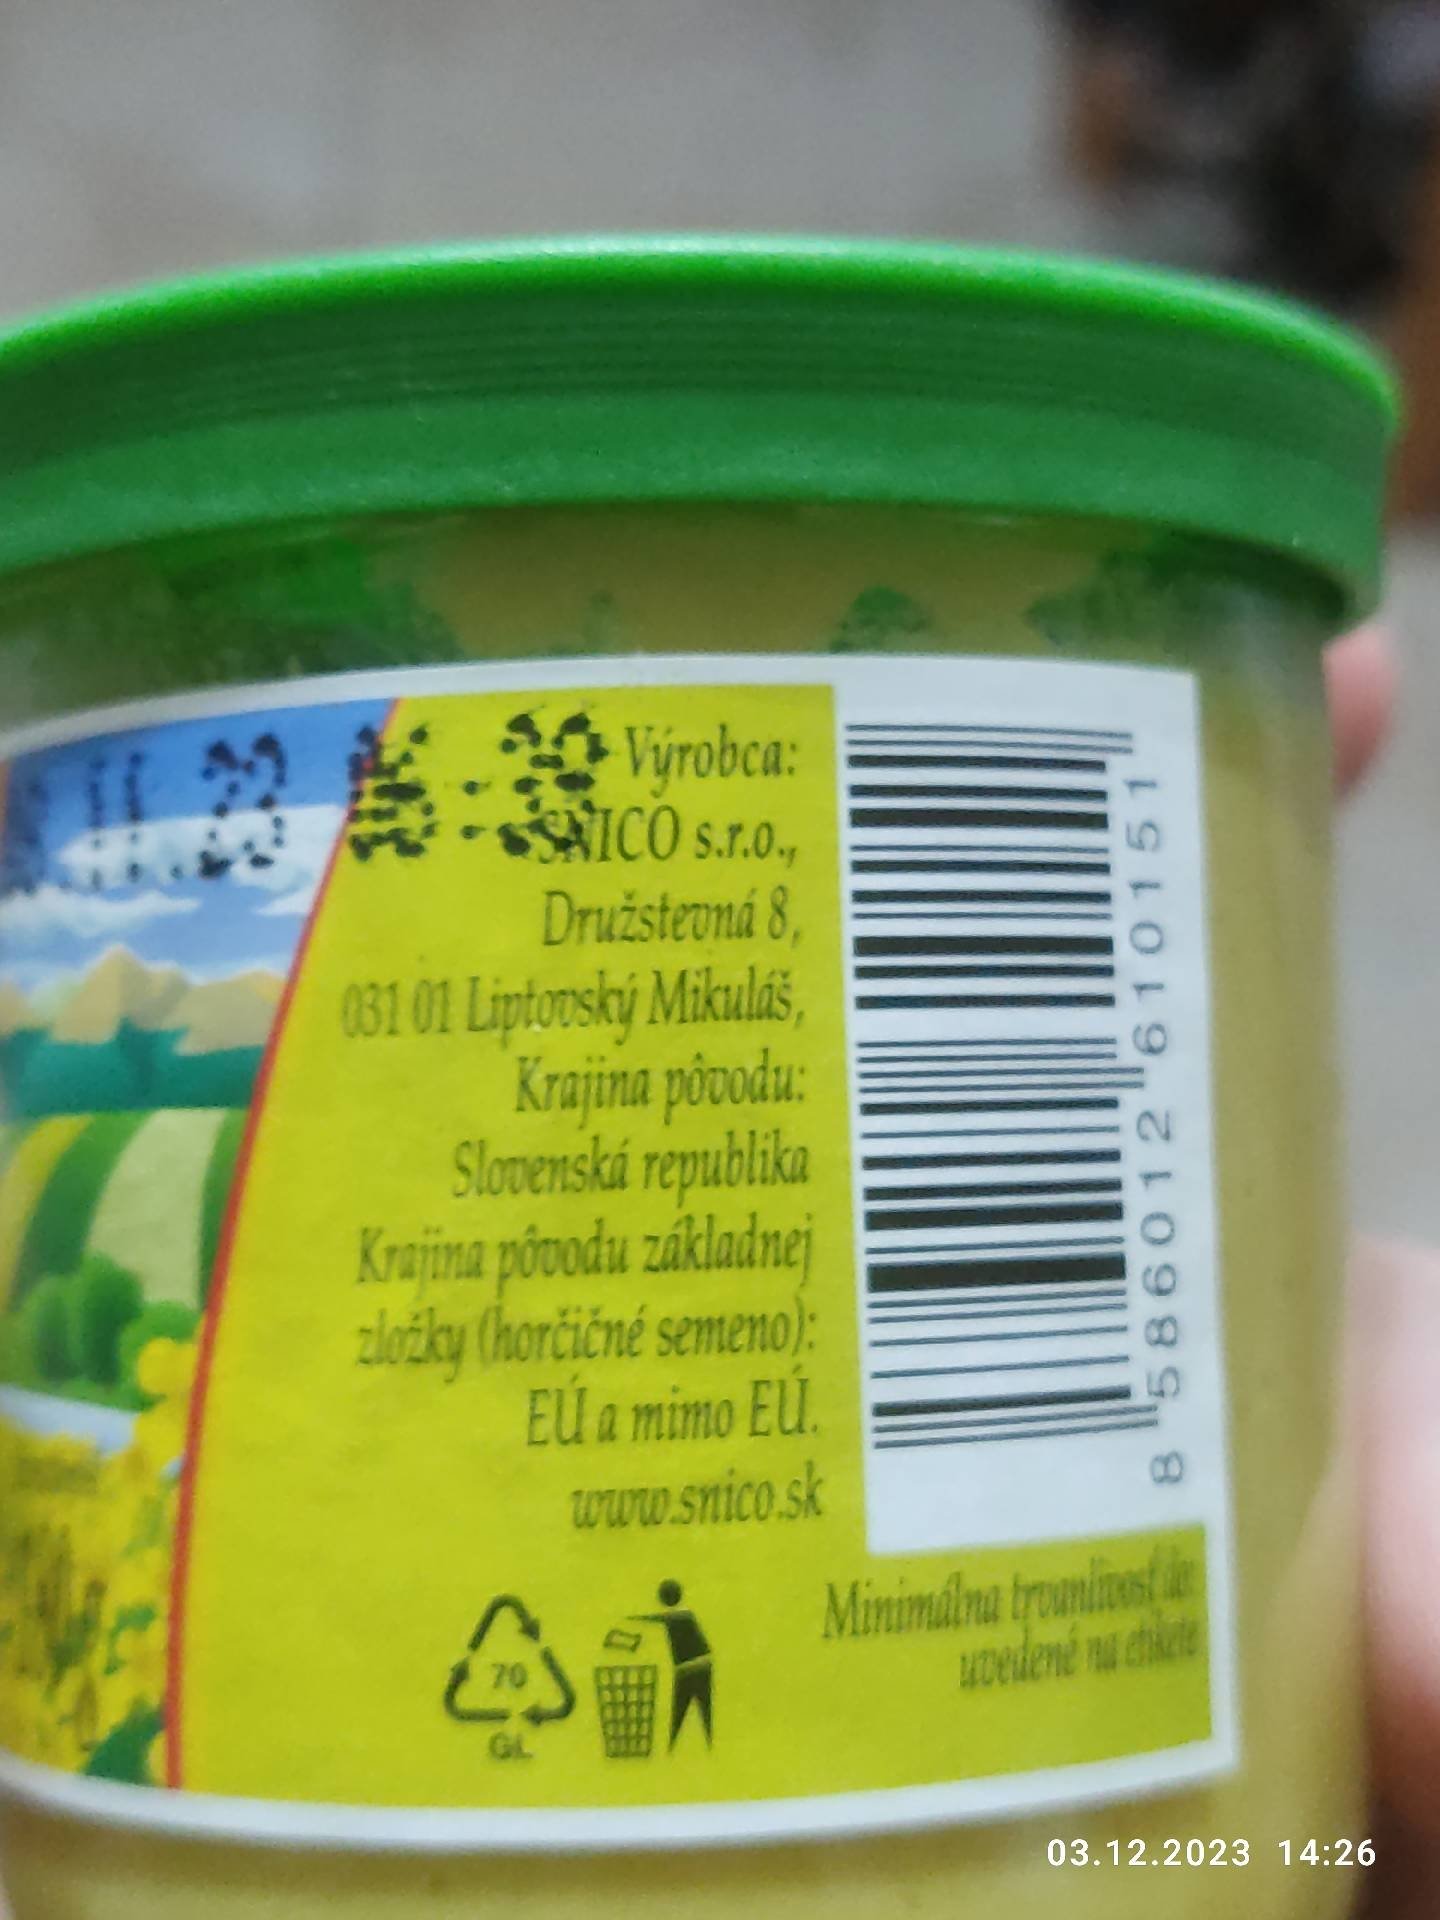 .11.23
Výrobca:
SNICO s.r.o.,
Družstevná 8,
031 01 Liptovský Mikuláš,
Krajina pôvodu:
Slovenská republika
Krajina pôvodu základnej
zložky (horčičné semeno):
EÚ a mimo EÚ.
www.snico.sk
8 586012 610151
Minimálna trvanlivosť do:
uvedené na etikete
70
GL
03.12.2023 14:26